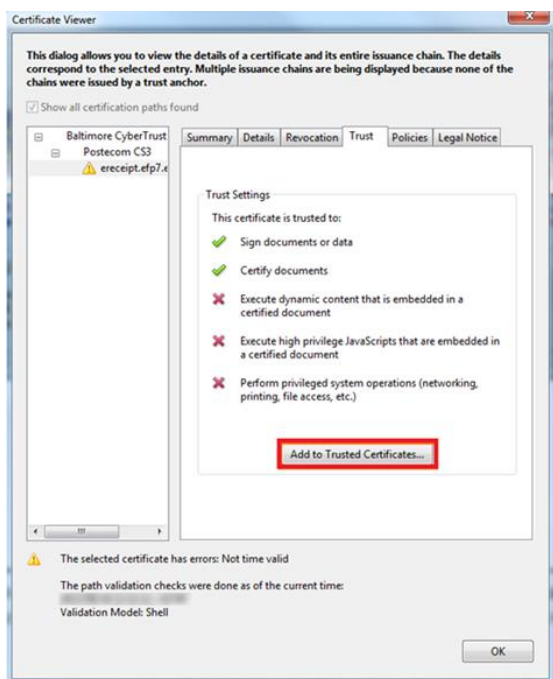 Certificate Viewer
This dialog allows you to view the details of a certificate and its entire issuance chain. The details
correspond to the selected entry. Multiple issuance chains are being displayed because none of the
chains were issued by a trust anchor.
Show all certification paths found
Baltimore CyberTrust
Postecom CS3
ereceipt.efp7.e
Summary Details Revocation Trust Policies Legal Notice
Trust Settings
This certificate is trusted to:
Sign documents or data
Certify documents
Execute dynamic content that is embedded in a
certified document
Execute high privilege JavaScripts that are embedded in
a certified document
Perform privileged system operations (networking,
printing, file access, etc.)
Add to Trusted Certificates...
The selected certificate has errors: Not time valid
The path validation checks were done as of the current time:
Validation Model: Shell
OK